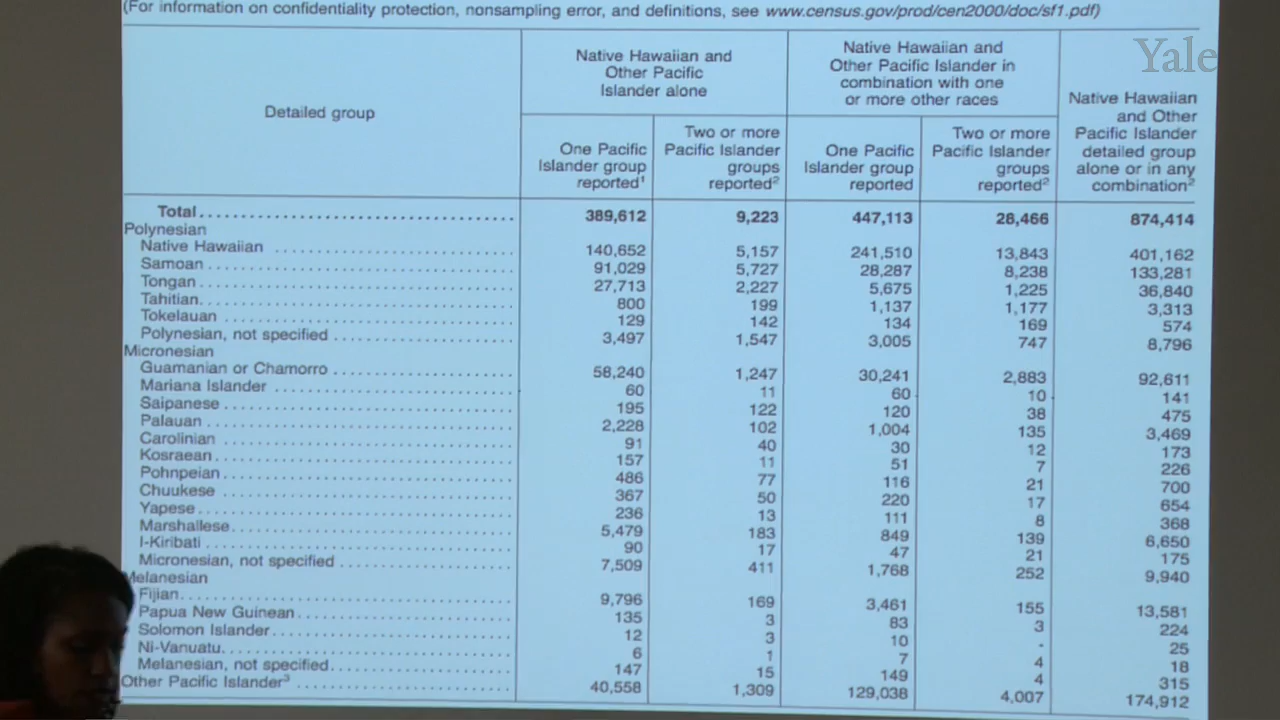 (For information on confidentiality protection, nonsampling error, and definitions, see www.census.gov/prod/cen2000/doc/sf1.pdf)
Yale
Detailed group
Native Hawaiian and
Other Pacific
Islander alone
Native Hawaiian and
Other Pacific Islander in
combination with one
or more other races
Native Hawaiian
and Other
Pacific Islander
detailed group
alone or in any
combination²
One Pacific
Islander group
reported¹
Two or more
Pacific Islander
groups
reported²
One Pacific
Islander group
reported
Two or more
Pacific Islander
groups
reported²
Total 389,612 9,223 447,113 28,466 874,414
Polynesian
Native Hawaiian 140,652 5,157 241,510 13,843 401,162
Samoan 91,029 5,727 28,287 8,238 133,281
Tongan 27,713 2,227 5,675 1,225 36,840
Tahitian 800 199 1,137 1,177 3,313
Tokelauan 129 142 134 169 574
Polynesian, not specified 3,497 1,547 3,005 747 8,796
Micronesian
Guamanian or Chamorro 58,240 1,247 30,241 2,883 92,611
Mariana Islander 60 11 60 10 141
Saipanese 195 122 120 38 475
Palauan 2,228 102 1,004 135 3,469
Carolinian 91 40 30 12 173
Kosraean 157 11 51 7 226
Pohnpeian 486 77 116 21 700
Chuukese 367 50 220 17 654
Yapese 236 13 111 8 368
Marshallese 5,479 183 849 139 6,650
I-Kiribati 90 17 47 21 175
Micronesian, not specified 7,509 411 1,768 252 9,940
Melanesian
Fijian 9,796 169 3,461 155 13,581
Papua New Guinean 135 3 83 3 224
Solomon Islander 12 3 10 - 25
Ni-Vanuatu 6 1 7 4 18
Melanesian, not specified 147 15 149 4 315
Other Pacific Islander³ 40,558 1,309 129,038 4,007 174,912